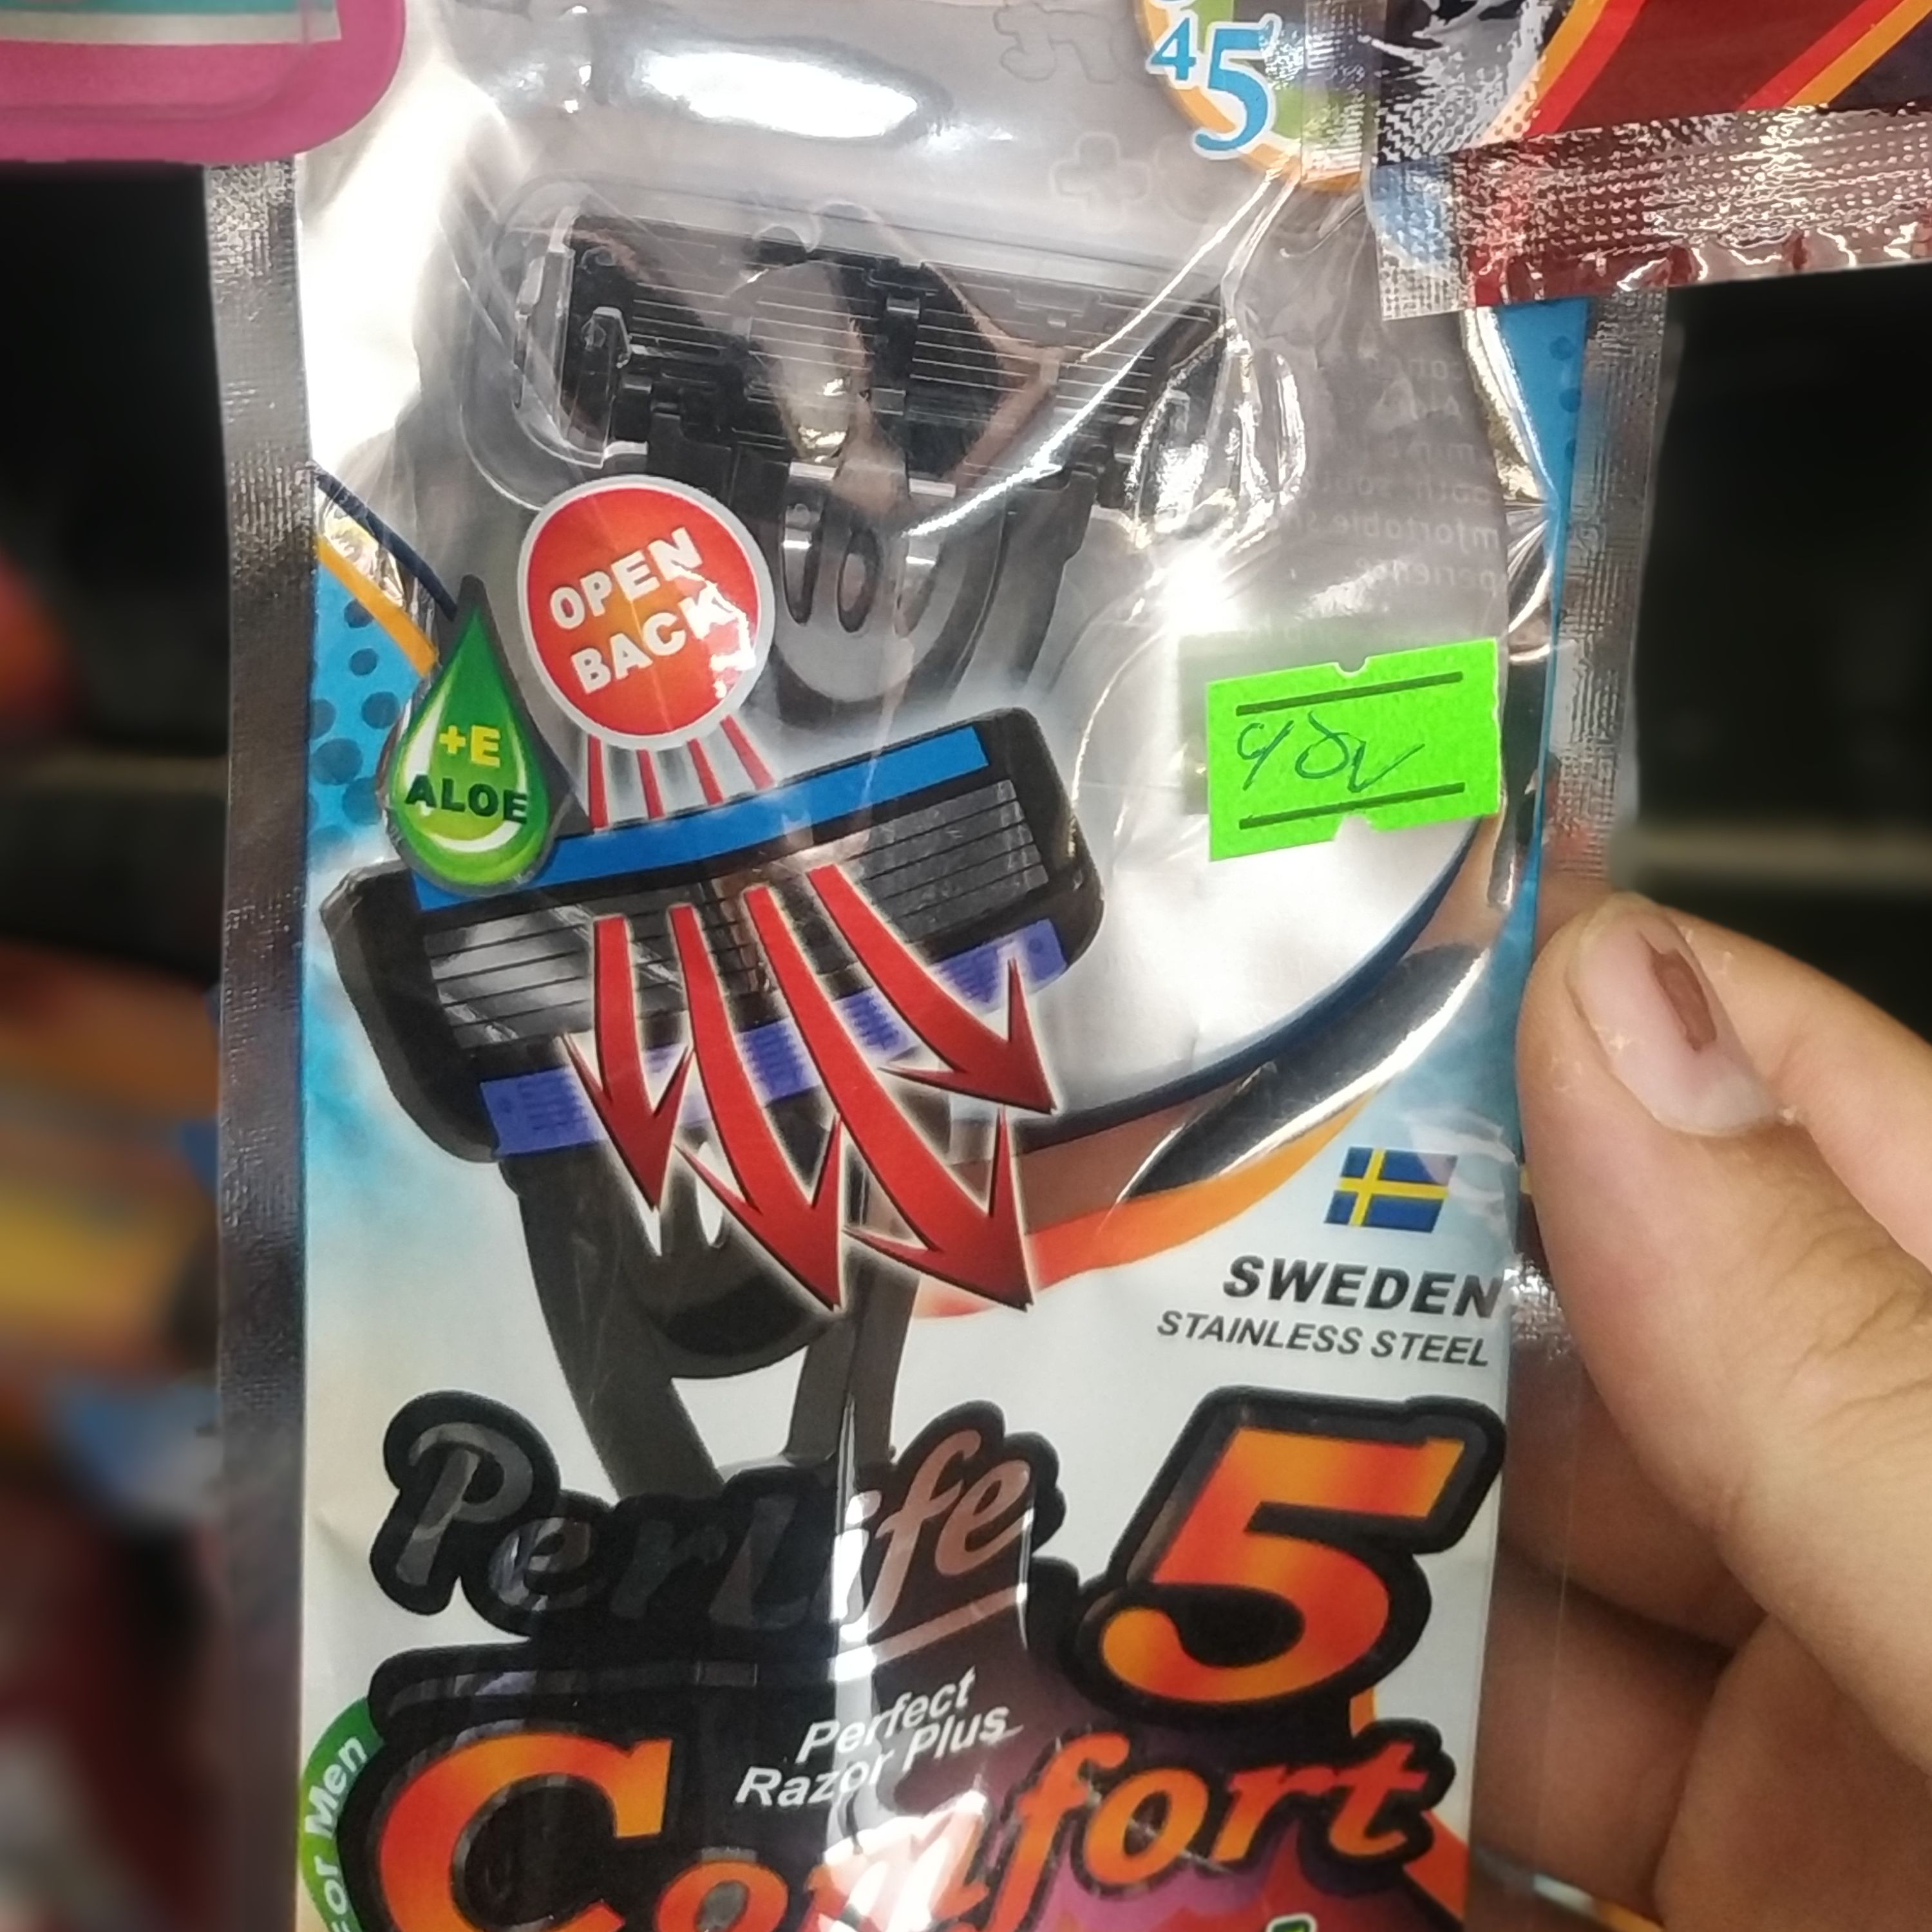 45
OPEN
BACK
+E
ALOE
SWEDEN
STAINLESS STEEL
PerLife 5
Perfect
Razor Plus
For Men
Comfort